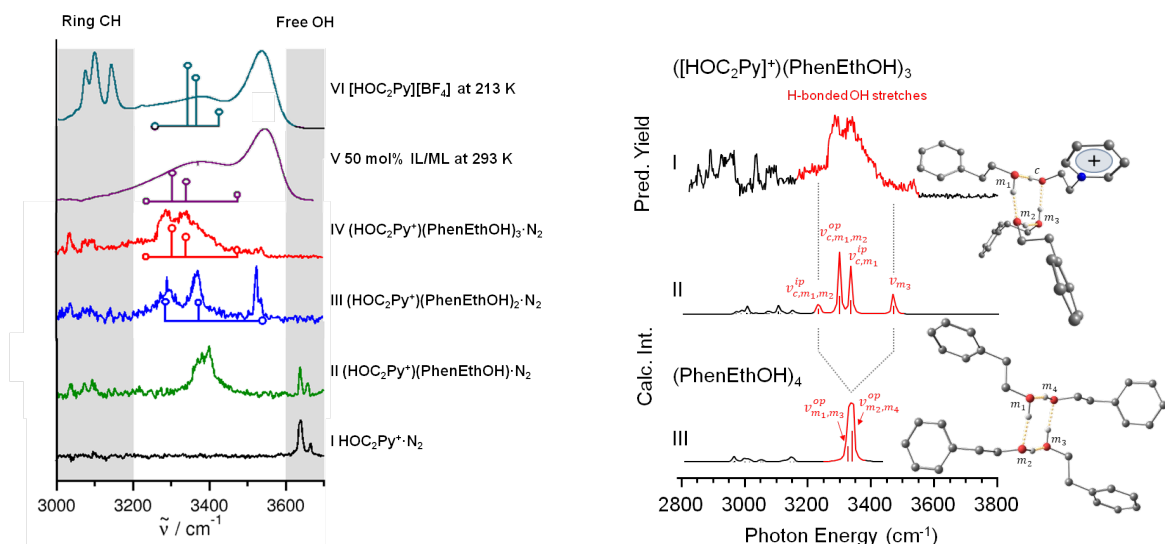 Ring CH
Free OH
VI [HOC₂Py][BF₄] at 213 K
V 50 mol% IL/ML at 293 K
IV (HOC₂Py⁺)(PhenEthOH)₃·N₂
III (HOC₂Py⁺)(PhenEthOH)₂·N₂
II (HOC₂Py⁺)(PhenEthOH)·N₂
I HOC₂Py⁺·N₂
3000 3200 3400 3600
ṽ / cm⁻¹
([HOC₂Py]⁺)(PhenEthOH)₃
H-bonded OH stretches
Pred. Yield
I
+
m₁
c
m₂
m₃
II
ν^{ip}_{c,m₁,m₂}
ν^{op}_{c,m₁,m₂}
ν^{ip}_{c,m₁}
ν_{m₃}
Calc. Int.
(PhenEthOH)₄
III
ν^{op}_{m₁,m₃}
ν^{op}_{m₂,m₄}
m₁
m₄
m₂
m₃
2800 3000 3200 3400 3600 3800
Photon Energy (cm⁻¹)